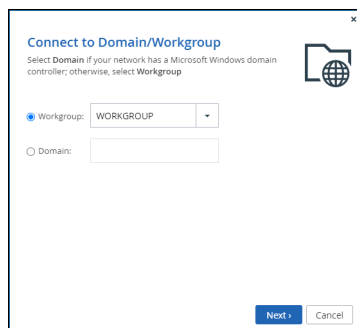 ×
Connect to Domain/Workgroup
Select Domain if your network has a Microsoft Windows domain
controller; otherwise, select Workgroup
Workgroup: WORKGROUP
Domain:
Next › Cancel